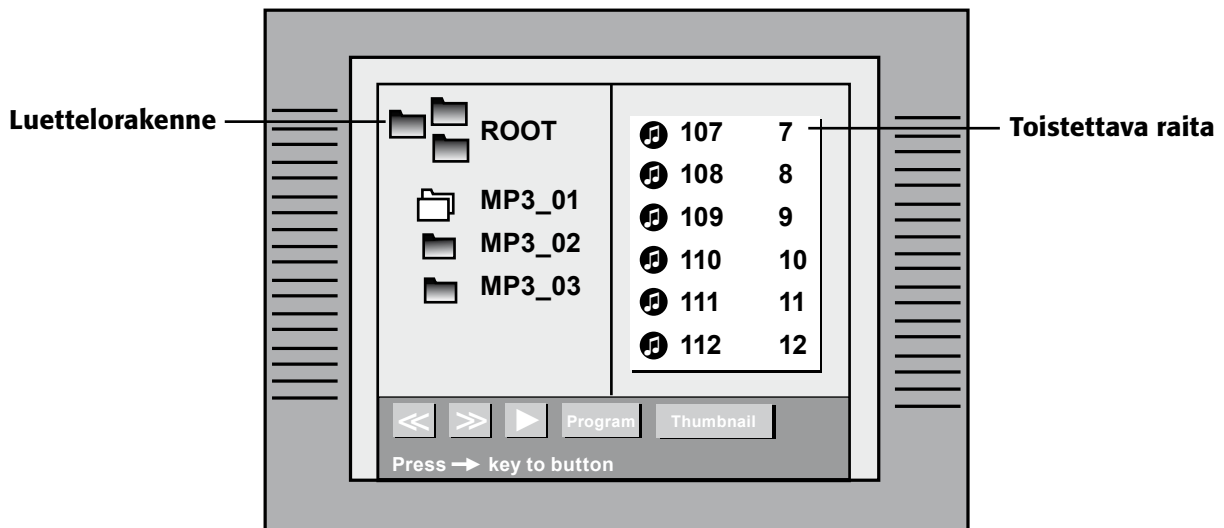 Luettelorakenne
ROOT
MP3_01
MP3_02
MP3_03
107 7
108 8
109 9
110 10
111 11
112 12
Toistettava raita
Program Thumbnail
Press → key to button